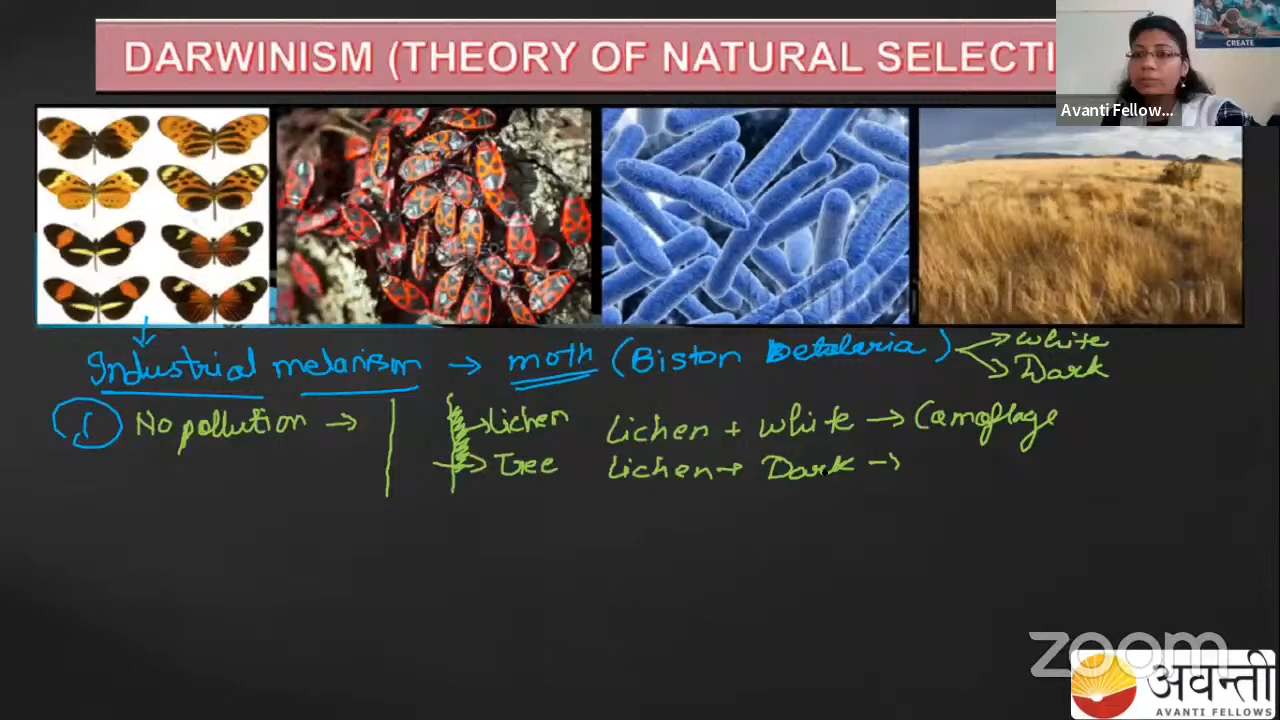 DARWINISM (THEORY OF NATURAL SELECTI
CREATE
Avanti Fellow...
Industrial melanism → moth (Biston betalaria) → White
→ Dark
1 No pollution → → Lichen Lichen + white → Camoflage
→ Tree Lichen → Dark →
zoom
अवन्ती
AVANTI FELLOWS